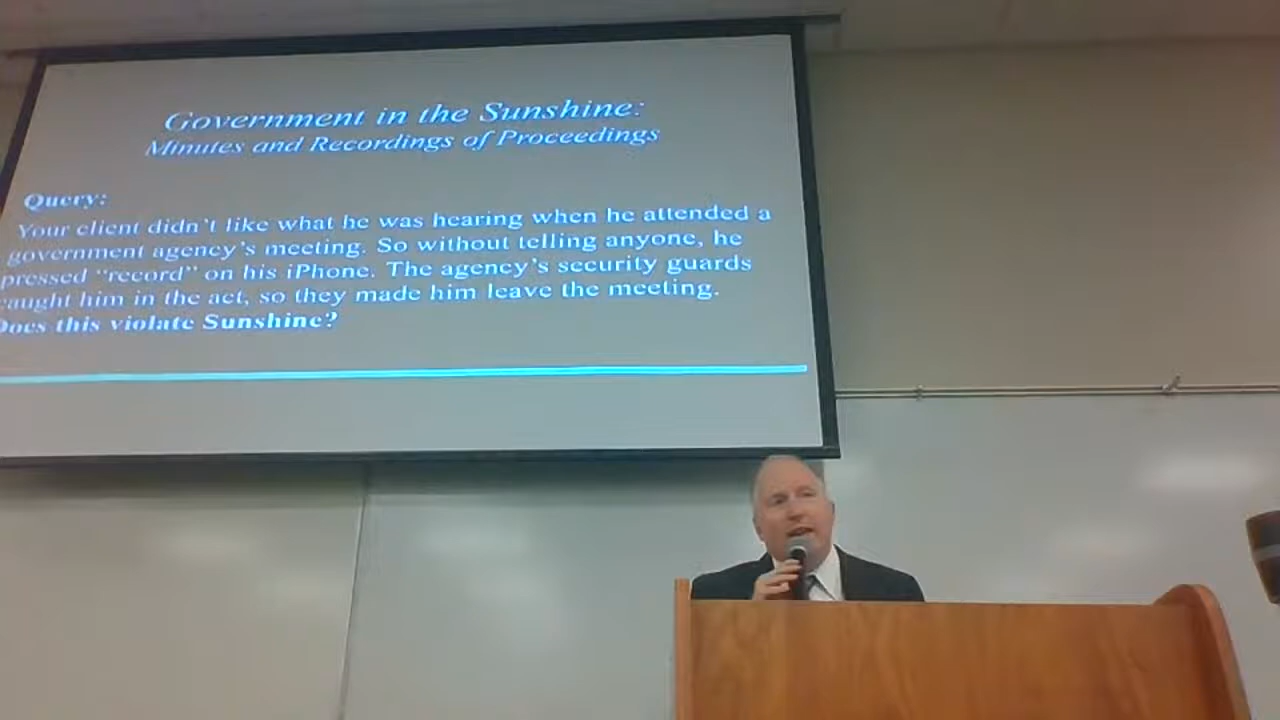 Government in the Sunshine:
Minutes and Recordings of Proceedings
Query:
Your client didn't like what he was hearing when he attended a
government agency's meeting. So without telling anyone, he
pressed "record" on his iPhone. The agency's security guards
caught him in the act, so they made him leave the meeting.
Does this violate Sunshine?